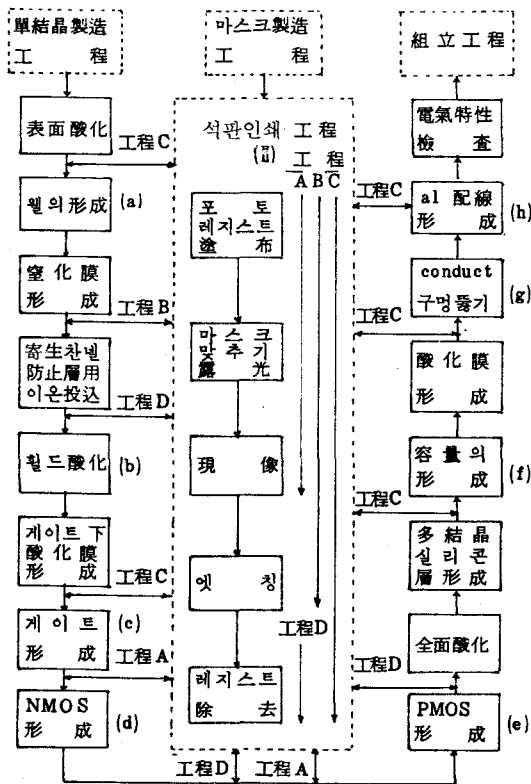 單結晶製造
工 程
表面酸化
工程C
웰의形成
(a)
窒化膜
形 成
工程B
寄生찬넬
防止層用
이온投込
工程D
휠드酸化
(b)
게이트下
酸化膜
形 成
工程C
게 이 트
形 成
(c)
工程A
NMOS
形 成
(d)
마스크製造
工 程
석판인쇄 工 程
(Ⅱ) 工 程
A B C
포 토
레지스트
塗 布
마스크
맞추기
露 光
現 像
엣 칭
工程D
레지스트
除 去
工程D
工程A
組立工程
電氣特性
檢 査
工程C
al 配線
形 成
(h)
conduct
구멍뚫기
(g)
工程C
酸化膜
形 成
容量의
形 成
(f)
工程C
多結晶
실리콘
層形成
全面酸化
工程D
PMOS
形 成
(e)